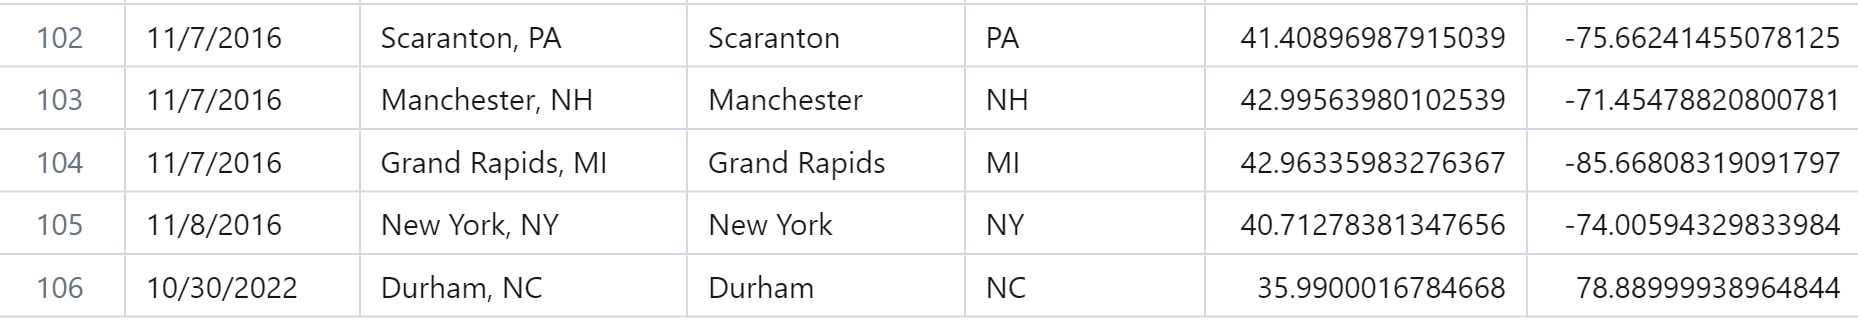 102 11/7/2016 Scaranton, PA Scaranton PA 41.40896987915039 -75.66241455078125
103 11/7/2016 Manchester, NH Manchester NH 42.99563980102539 -71.45478820800781
104 11/7/2016 Grand Rapids, MI Grand Rapids MI 42.96335983276367 -85.66808319091797
105 11/8/2016 New York, NY New York NY 40.71278381347656 -74.00594329833984
106 10/30/2022 Durham, NC Durham NC 35.9900016784668 78.88999938964844